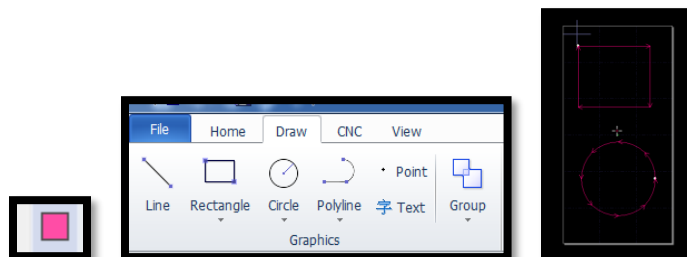 File Home Draw CNC View
Line Rectangle Circle Polyline
Point
字 Text
Group
Graphics